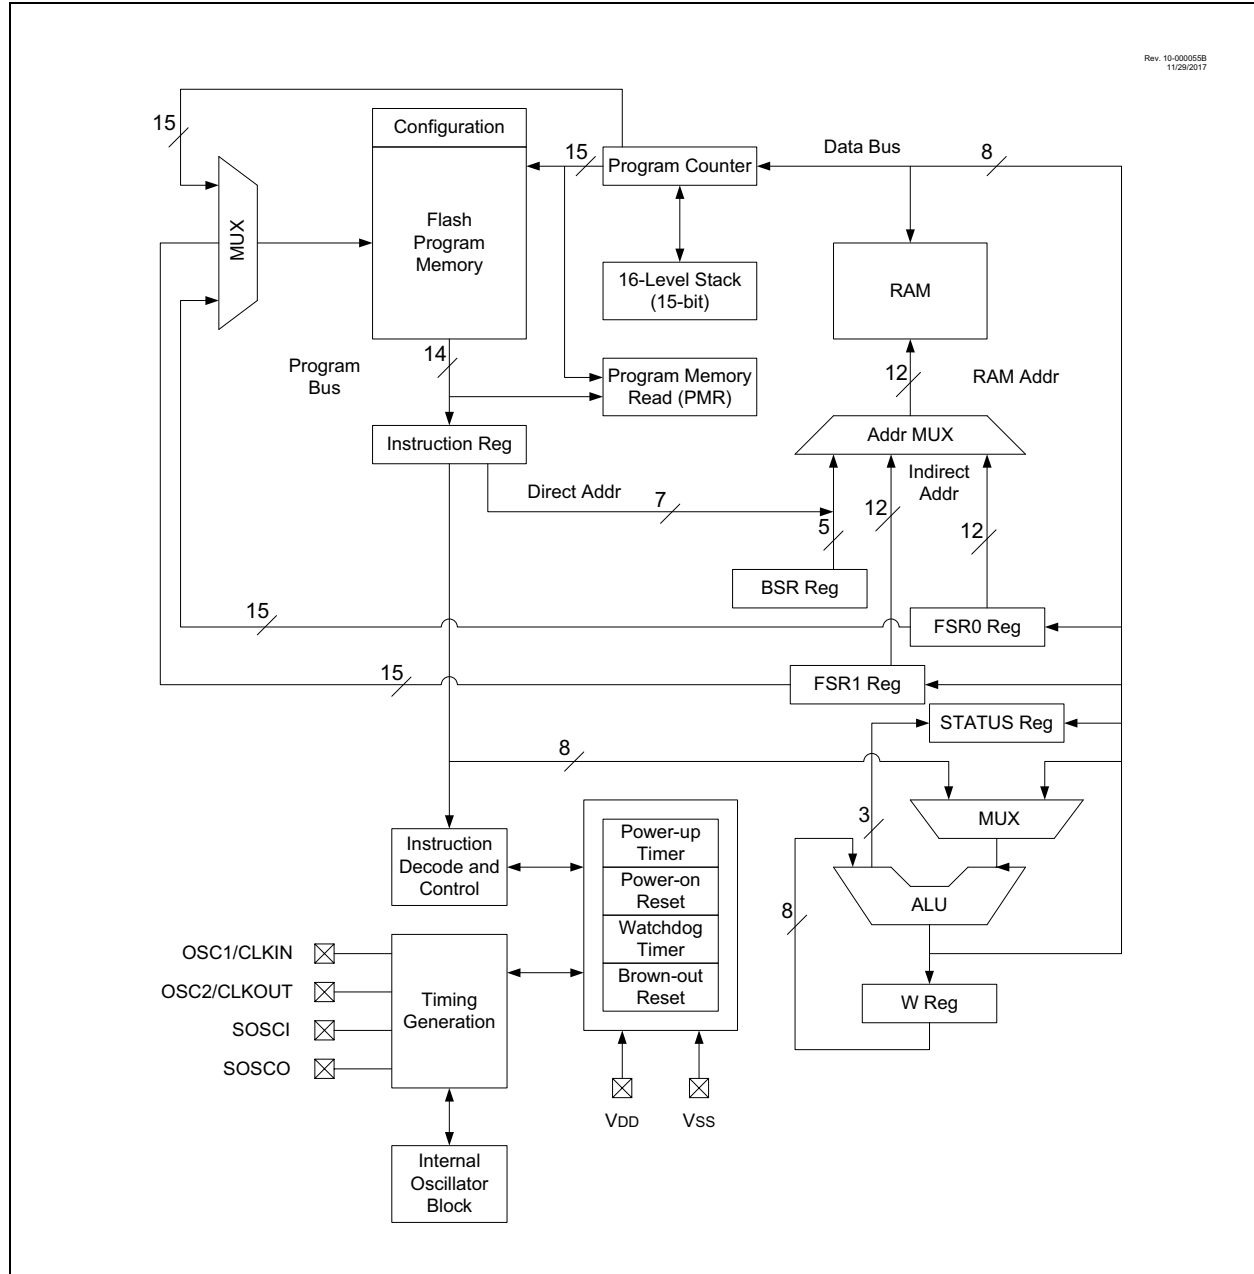 Rev. 10-000055B
11/29/2017
15
Configuration
15
Program Counter
Data Bus
8
MUX
Flash
Program
Memory
16-Level Stack
(15-bit)
RAM
Program
Bus
14
Program Memory
Read (PMR)
12
RAM Addr
Instruction Reg
Addr MUX
Direct Addr
7
Indirect
Addr
5
12
12
BSR Reg
15
FSR0 Reg
15
FSR1 Reg
STATUS Reg
8
3
MUX
Instruction
Decode and
Control
Power-up
Timer
Power-on
Reset
Watchdog
Timer
Brown-out
Reset
8
ALU
W Reg
OSC1/CLKIN
OSC2/CLKOUT
SOSCI
SOSCO
Timing
Generation
VDD
VSS
Internal
Oscillator
Block